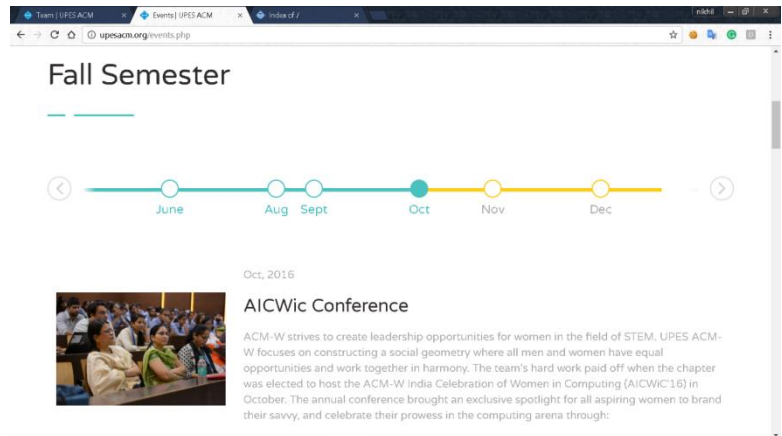 Team | UPES ACM
Events | UPES ACM
Index of /
nikhil
upesacm.org/events.php
Fall Semester
June Aug Sept Oct Nov Dec
Oct, 2016
AICWic Conference
ACM-W strives to create leadership opportunities for women in the field of STEM. UPES ACM-
W focuses on constructing a social geometry where all men and women have equal
opportunities and work together in harmony. The team's hard work paid off when the chapter
was elected to host the ACM-W India Celebration of Women in Computing (AICWiC'16) in
October. The annual conference brought an exclusive spotlight for all aspiring women to brand
their savvy, and celebrate their prowess in the computing arena through: